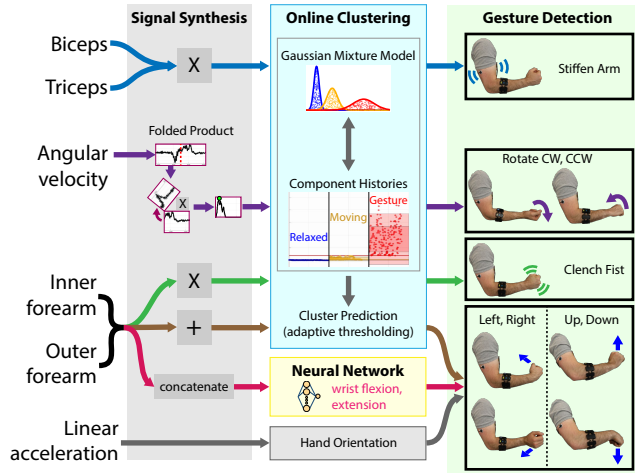 Signal Synthesis
Online Clustering
Gesture Detection
Biceps
Triceps
X
Gaussian Mixture Model
Stiffen Arm
Folded Product
Angular
velocity
X
Component Histories
Relaxed
Moving
Gesture
Rotate CW, CCW
Inner
forearm
X
Clench Fist
Outer
forearm
+
Cluster Prediction
(adaptive thresholding)
Left, Right
Up, Down
concatenate
Neural Network
wrist flexion,
extension
Linear
acceleration
Hand Orientation